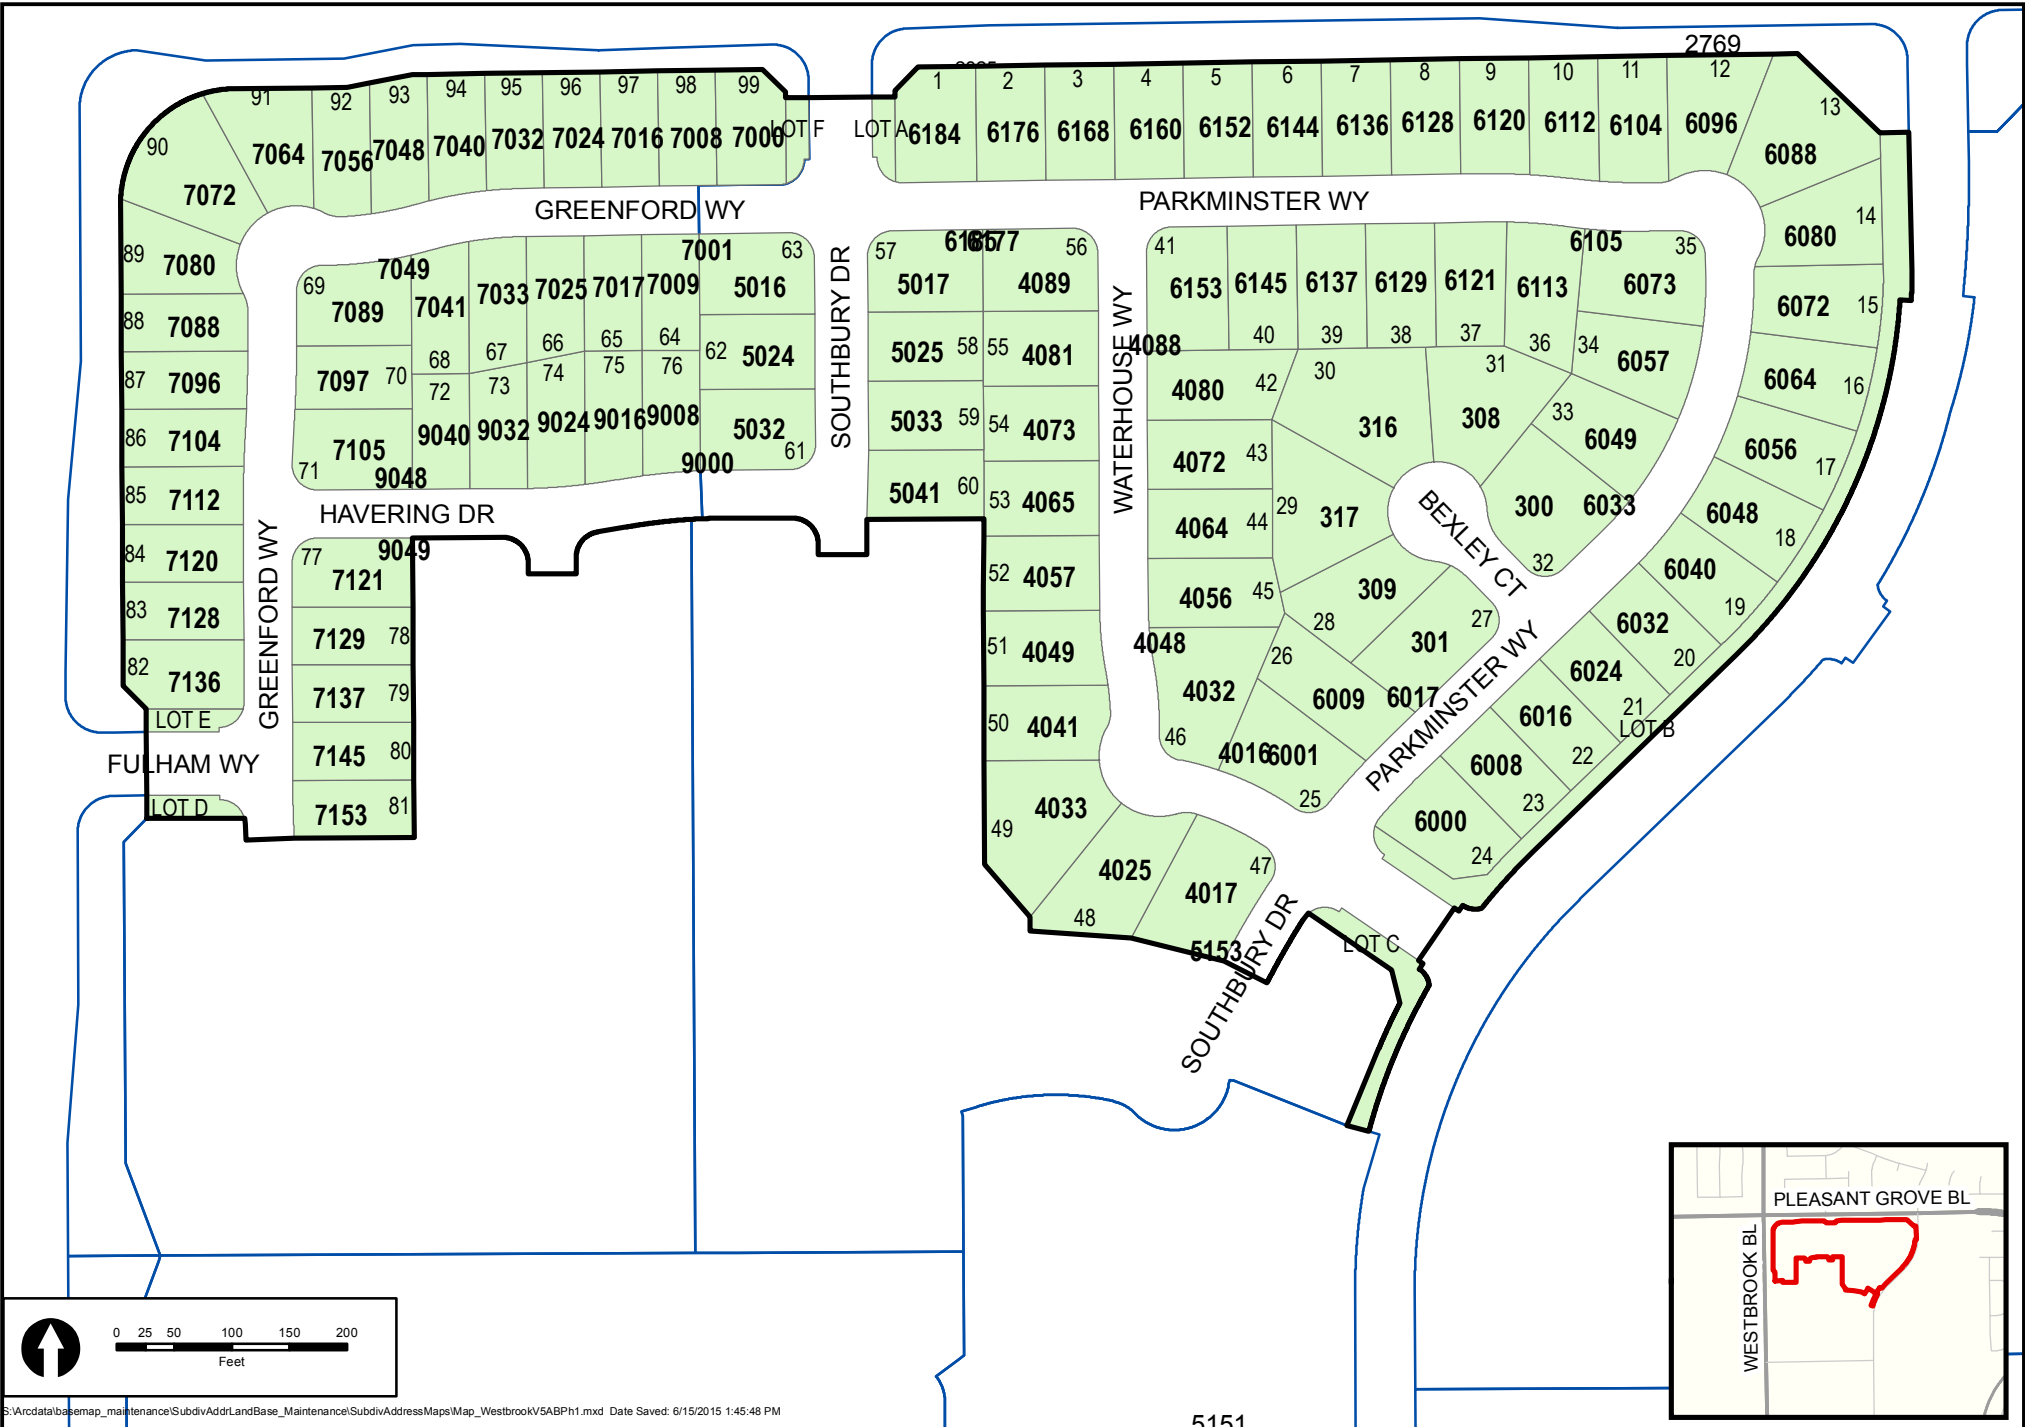 2769
91 92 93 94 95 96 97 98 99
1 2 3 4 5 6 7 8 9 10 11 12 13
90
7064 7056 7048 7040 7032 7024 7016 7008 7000
LOT F LOT A
6184 6176 6168 6160 6152 6144 6136 6128 6120 6112 6104 6096 6088
7072
GREENFORD WY
PARKMINSTER WY
14
6080
89 7080
69 7049 7089
7041 7033 7025 7017 7009 7001 63
5016
SOUTHBURY DR
57 5017
6185 6177
56 4089
WATERHOUSE WY
41 6153 6145 6137 6129 6121 6113 6105 35
6073
6072 15
88 7088
68 67 66 65 64
62 5024
5025 58
55 4081
4088
40 39 38 37 36 34
6057
6064 16
87 7096
7097 70
72 73 74 75 76
4080 42
30 316
31 308
33 6049
86 7104
7105 71
9048 9040 9032 9024 9016 9008 9000
5032 61
5033 59
54 4073
4072 43
6056 17
85 7112
HAVERING DR
5041 60
53 4065
4064 44
29 317
BEXLEY CT
300 6033
32
6048 18
84 7120
GREENFORD WY
77 9049
7121
52 4057
4056 45
309 28
6040 19
83 7128
7129 78
51 4049
4048
4032 46
26 6009
301 27
6017
PARKMINSTER WY
6032 20
82 7136
7137 79
50 4041
4016 6001
25
6024 21
LOT B
LOT E
7145 80
6016 22
FULHAM WY
LOT D
7153 81
49 4033
6008 23
6000 24
4025 48
4017 47
5153
SOUTHBURY DR
LOT C
PLEASANT GROVE BL
WESTBROOK BL
0 25 50 100 150 200
Feet
S:\Arcdata\basemap_maintenance\SubdivAddrLandBase_Maintenance\SubdivAddressMaps\Map_WestbrookV5ABPh1.mxd Date Saved: 6/15/2015 1:45:48 PM
5151